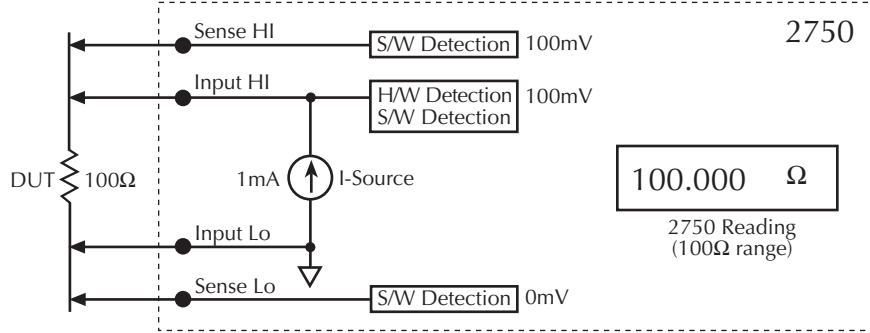 2750
Sense HI
S/W Detection 100mV
Input HI
H/W Detection 100mV
S/W Detection
DUT 100Ω
1mA I-Source
100.000 Ω
2750 Reading
(100Ω range)
Input Lo
Sense Lo
S/W Detection 0mV